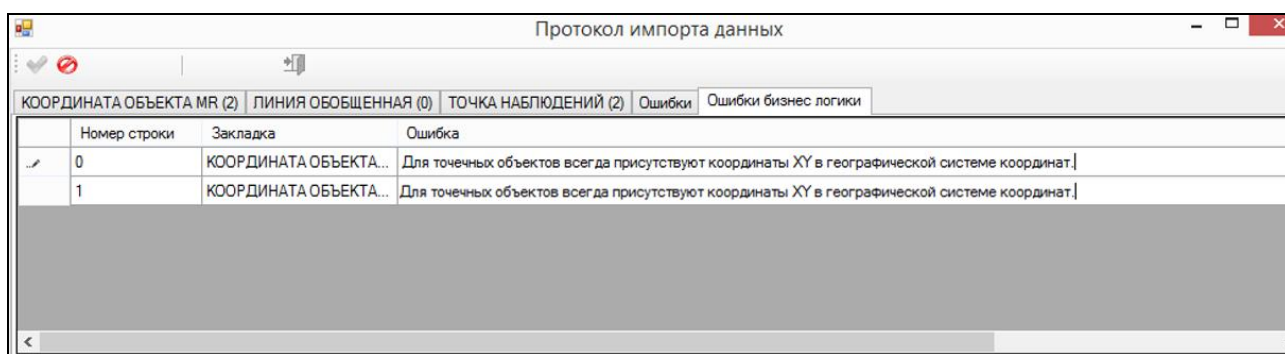 Протокол импорта данных
КООРДИНАТА ОБЪЕКТА MR (2) ЛИНИЯ ОБОБЩЕННАЯ (0) ТОЧКА НАБЛЮДЕНИЙ (2) Ошибки Ошибки бизнес логики
Номер строки Закладка Ошибка
0 КООРДИНАТА ОБЪЕКТА... Для точечных объектов всегда присутствуют координаты XY в географической системе координат.
1 КООРДИНАТА ОБЪЕКТА... Для точечных объектов всегда присутствуют координаты XY в географической системе координат.